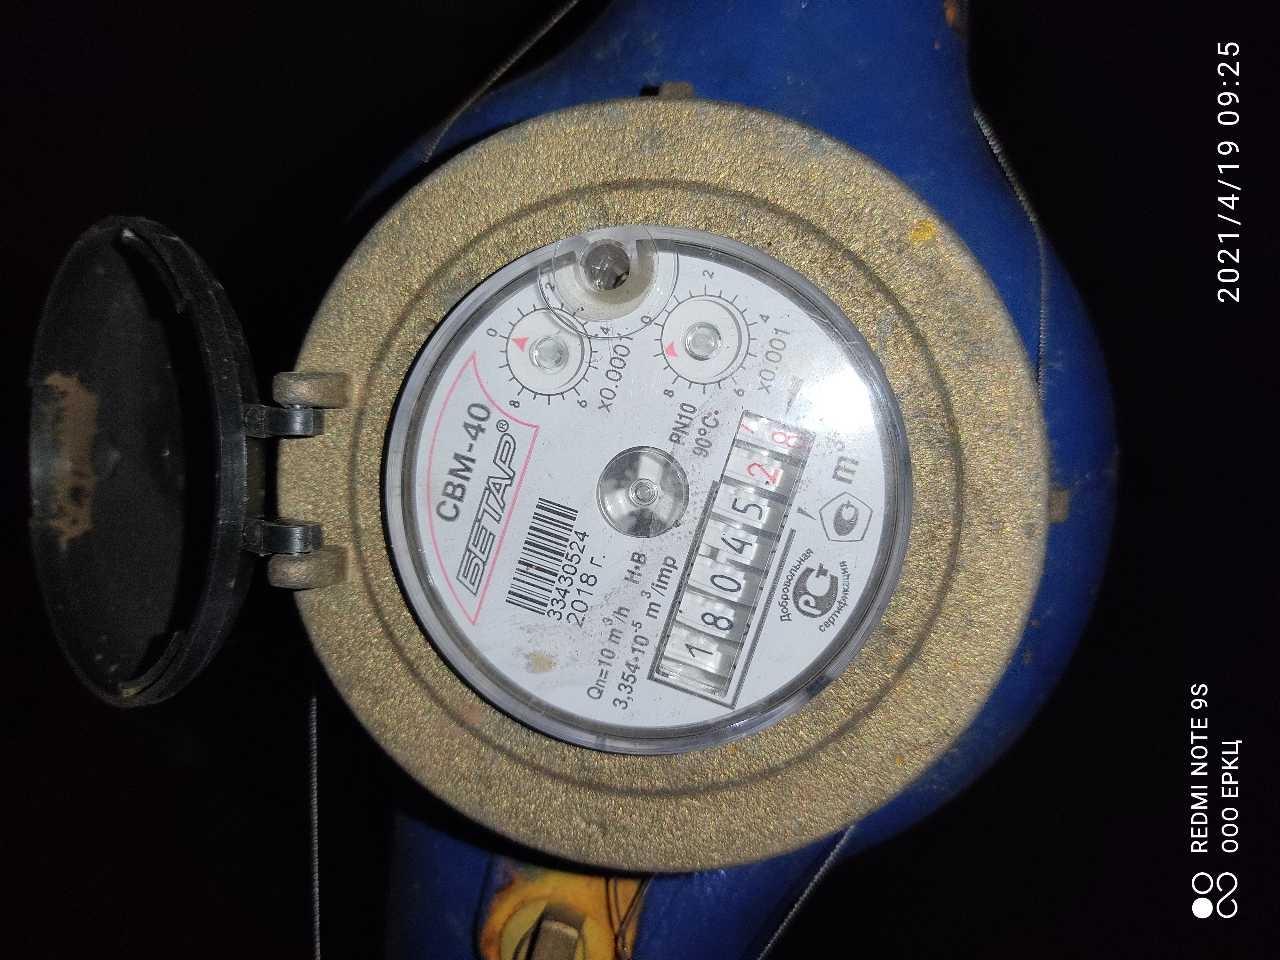 СВМ-40
БЕТАР®
33430524
2018 г.
Qn=10 m³/h H•B
3,354•10⁻⁵ m³/imp
PN10
90°C
0 2 4 6 8
x0.0001
0 2 4 6 8
x0.001
1 8 0 4 5 2 8
m³
Добровольная
РСТ
сертификация
2021/4/19 09:25
REDMI NOTE 9S
ООО ЕРКЦ